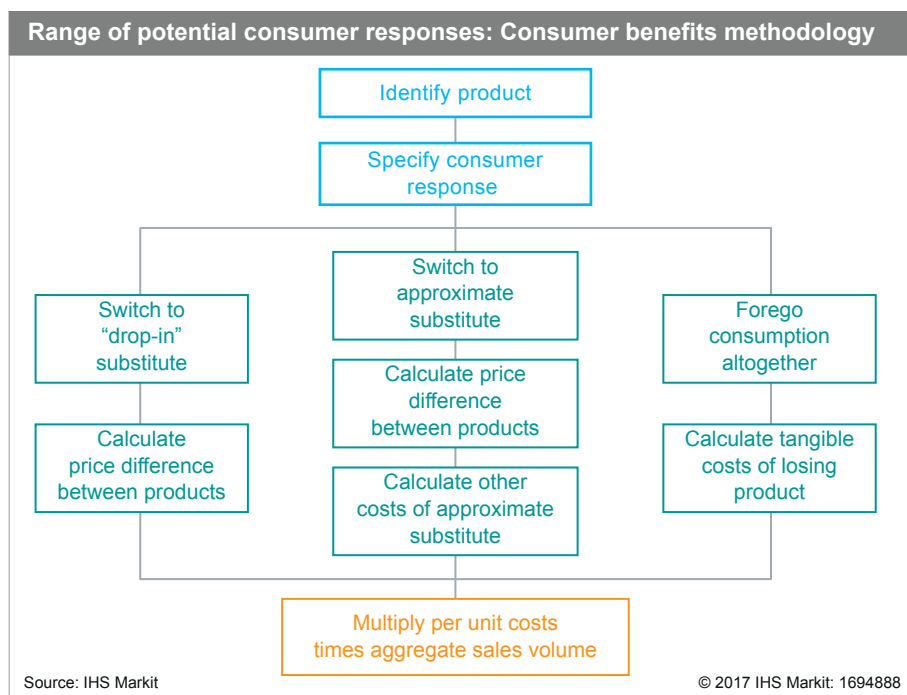 Range of potential consumer responses: Consumer benefits methodology
Identify product
Specify consumer
response
Switch to
“drop-in”
substitute
Calculate
price difference
between products
Switch to
approximate
substitute
Calculate price
difference
between products
Calculate other
costs of approximate
substitute
Forego
consumption
altogether
Calculate tangible
costs of losing
product
Multiply per unit costs
times aggregate sales volume
Source: IHS Markit
© 2017 IHS Markit: 1694888